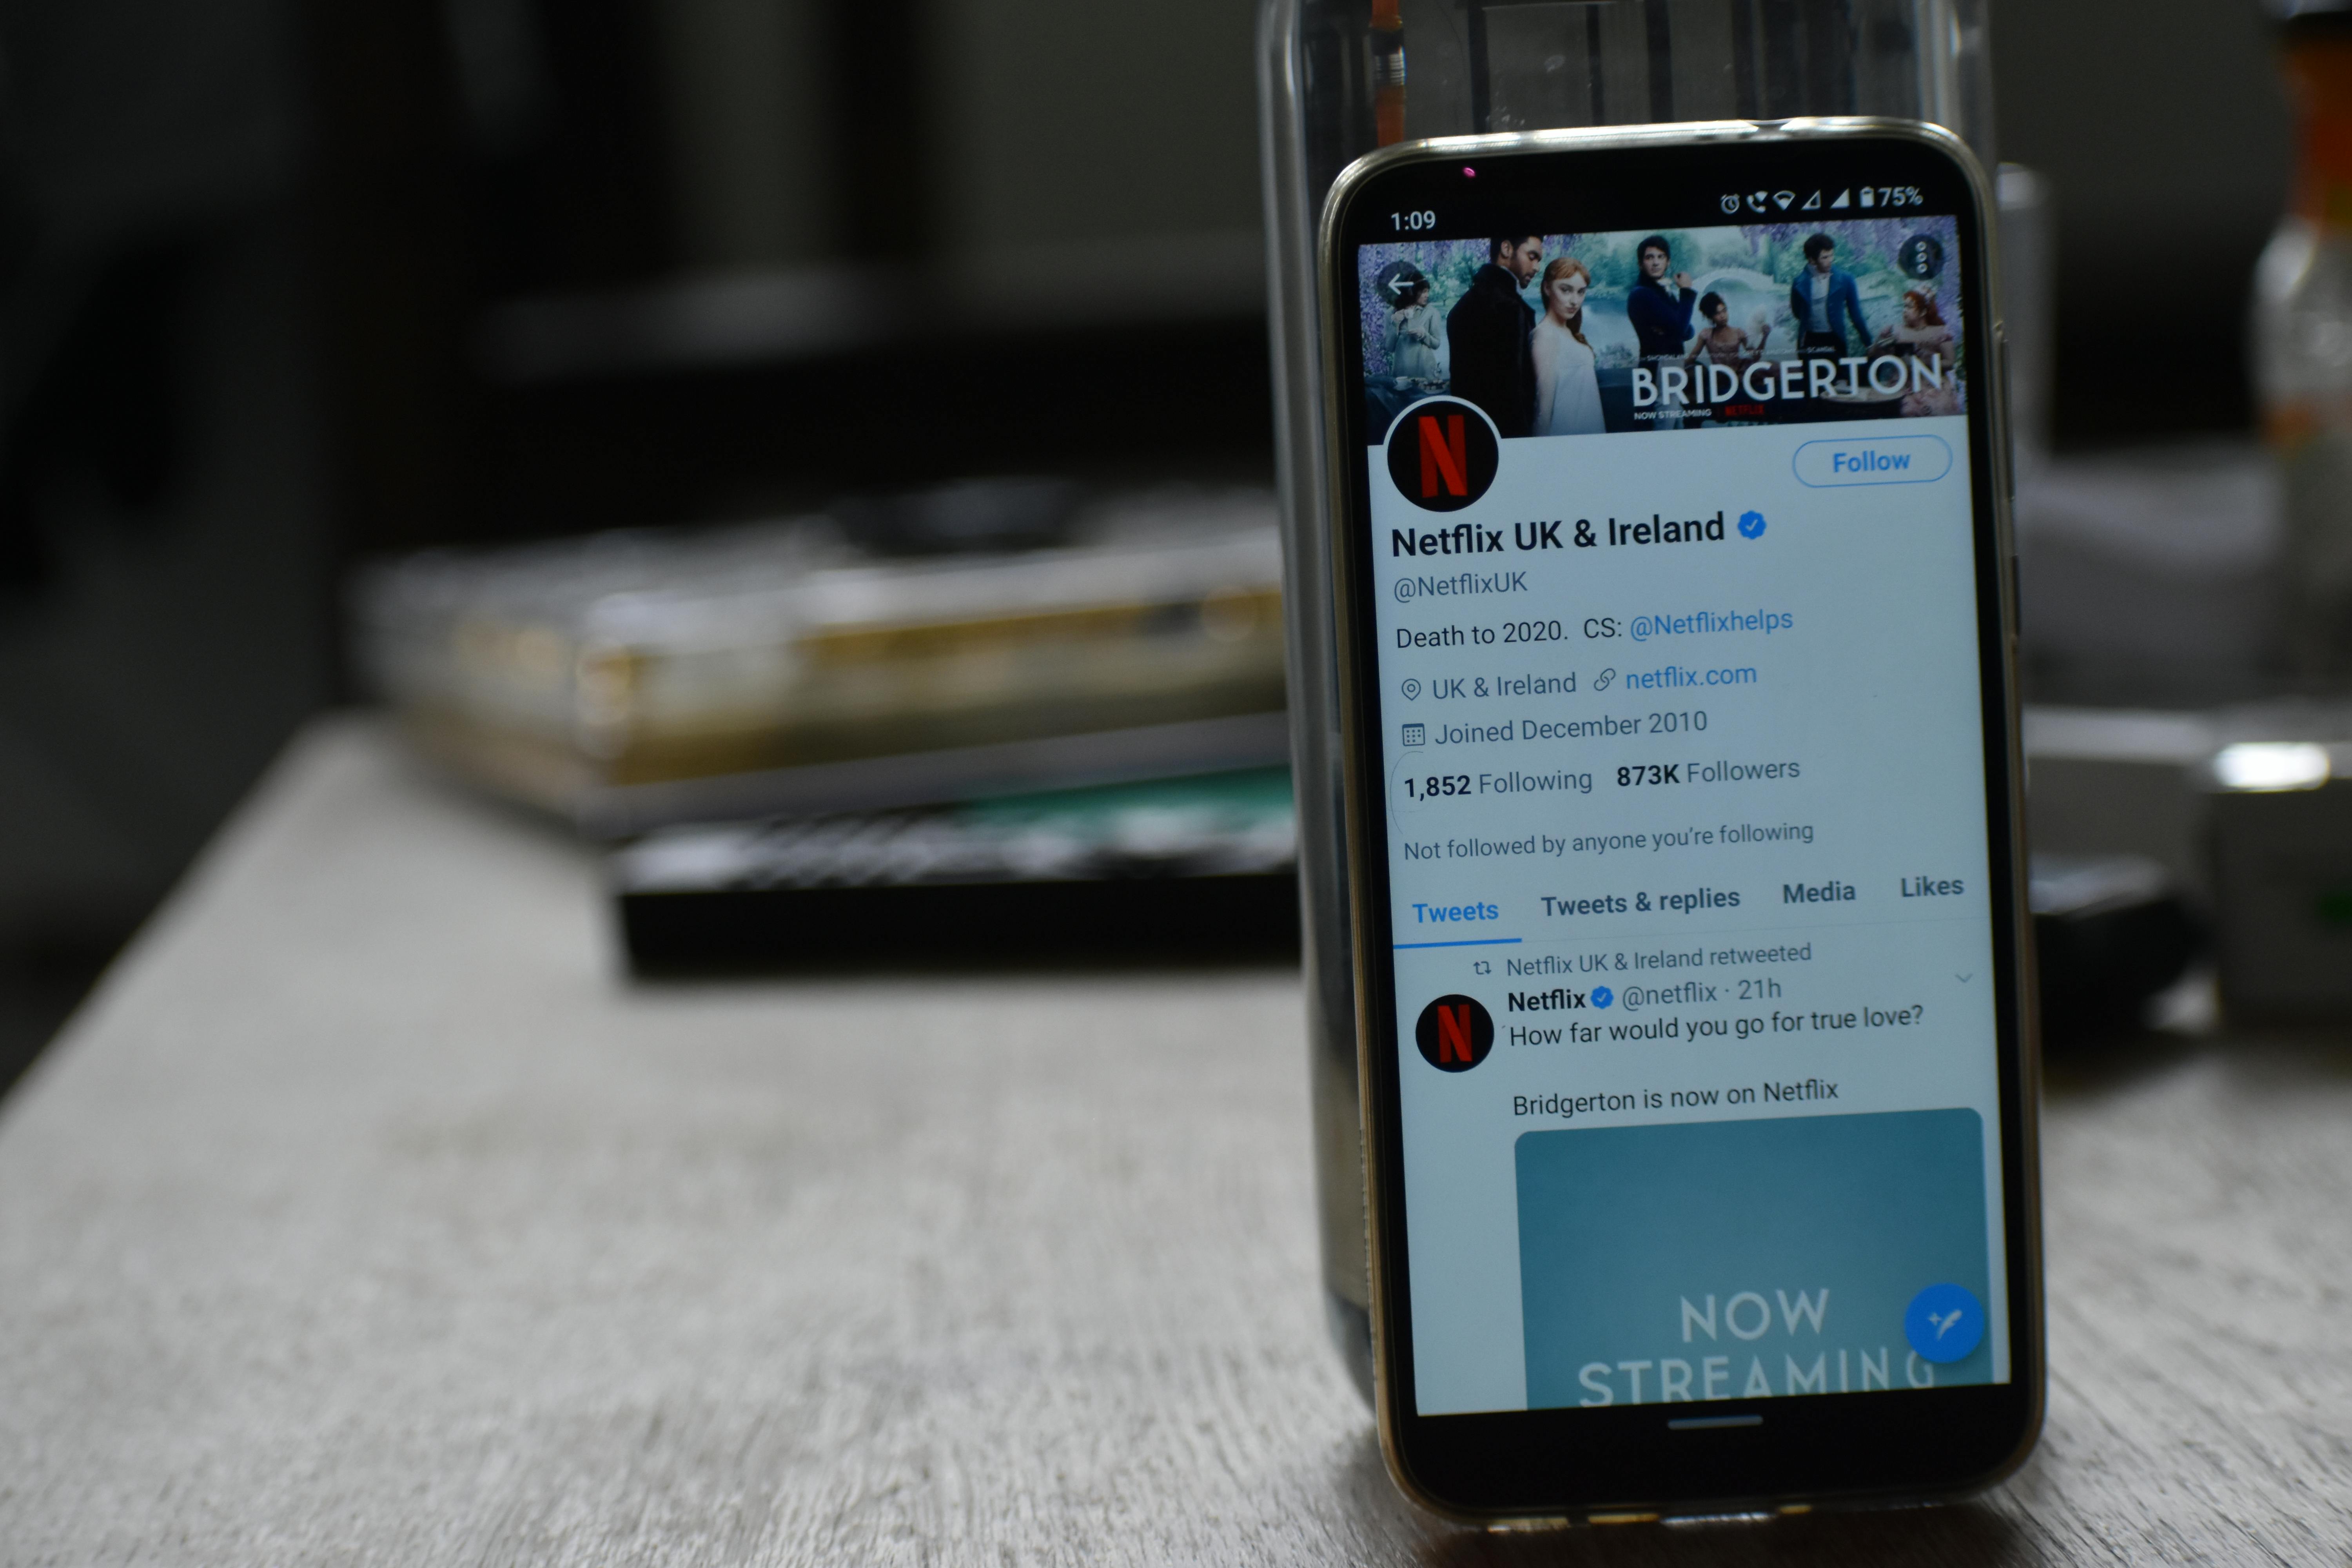 1:09 75%
BRIDGERTON
NOW STREAMING NETFLIX
N
Follow
Netflix UK & Ireland
@NetflixUK
Death to 2020. CS: @Netflixhelps
UK & Ireland netflix.com
Joined December 2010
1,852 Following 873K Followers
Not followed by anyone you're following
Tweets Tweets & replies Media Likes
Netflix UK & Ireland retweeted
Netflix @netflix · 21h
N
How far would you go for true love?
Bridgerton is now on Netflix
NOW
STREAMING